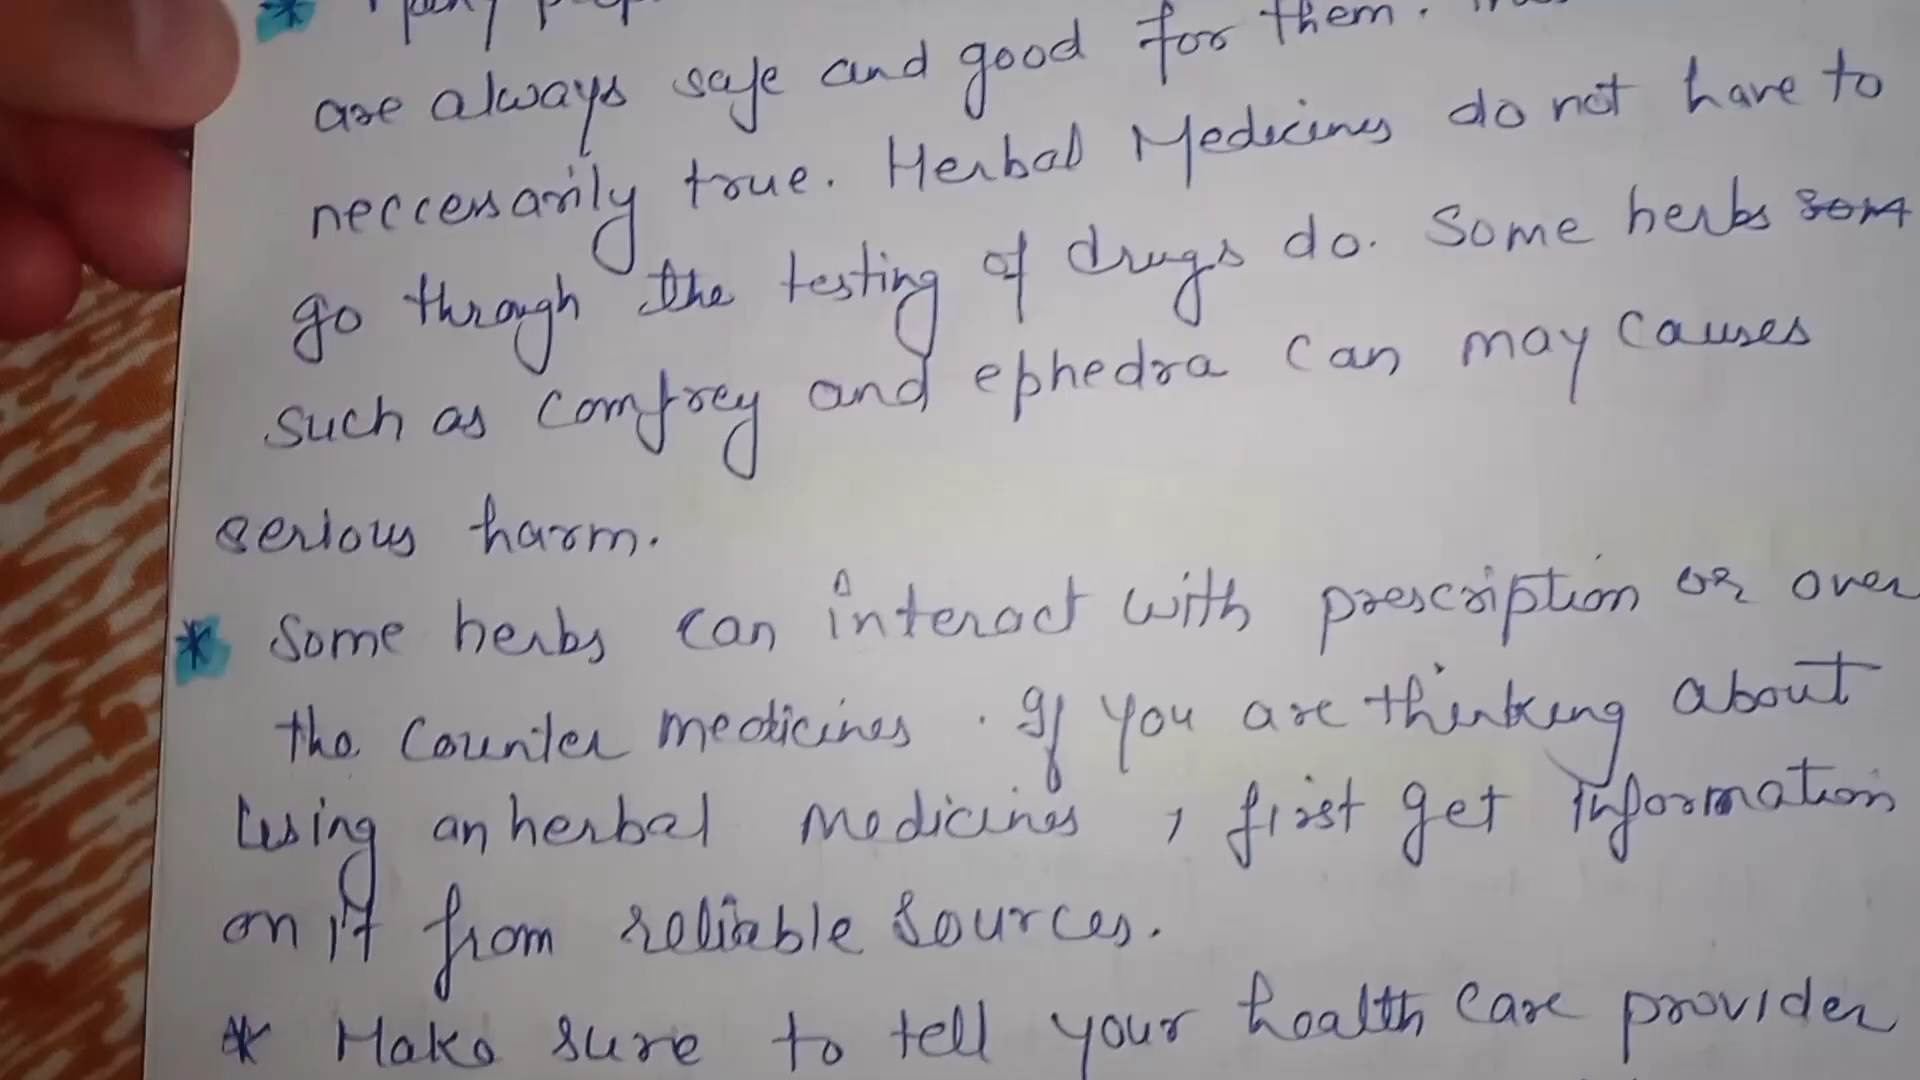 * Many
are always safe and good for them.
neccessarily true. Herbal Medicines do not have to
go through the testing of drugs do. Some herbs som
such as comfrey and ephedra can may causes
serious harm.
* Some herbs can interact with prescription or over
the counter medicines. If you are thinking about
Using an herbal medicines, first get information
on it from reliable sources.
* Make sure to tell your health care provider